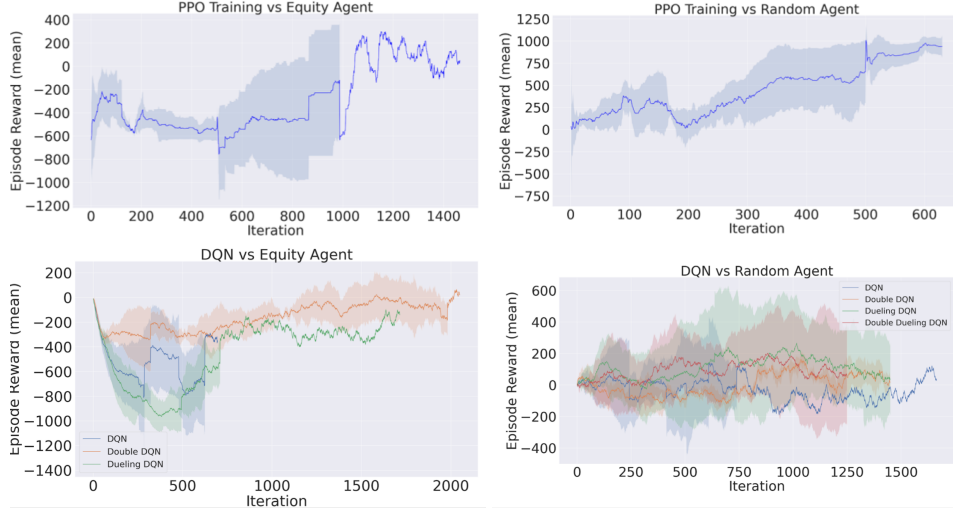 PPO Training vs Equity Agent
400
200
0
−200
−400
−600
−800
−1000
−1200
Episode Reward (mean)
0 200 400 600 800 1000 1200 1400
Iteration
PPO Training vs Random Agent
1250
1000
750
500
250
0
−250
−500
−750
Episode Reward (mean)
0 100 200 300 400 500 600
Iteration
DQN vs Equity Agent
200
0
−200
−400
−600
−800
−1000
−1200
−1400
Episode Reward (mean)
DQN
Double DQN
Dueling DQN
0 500 1000 1500 2000
Iteration
DQN vs Random Agent
600
400
200
0
−200
−400
Episode Reward (mean)
DQN
Double DQN
Dueling DQN
Double Dueling DQN
0 250 500 750 1000 1250 1500
Iteration